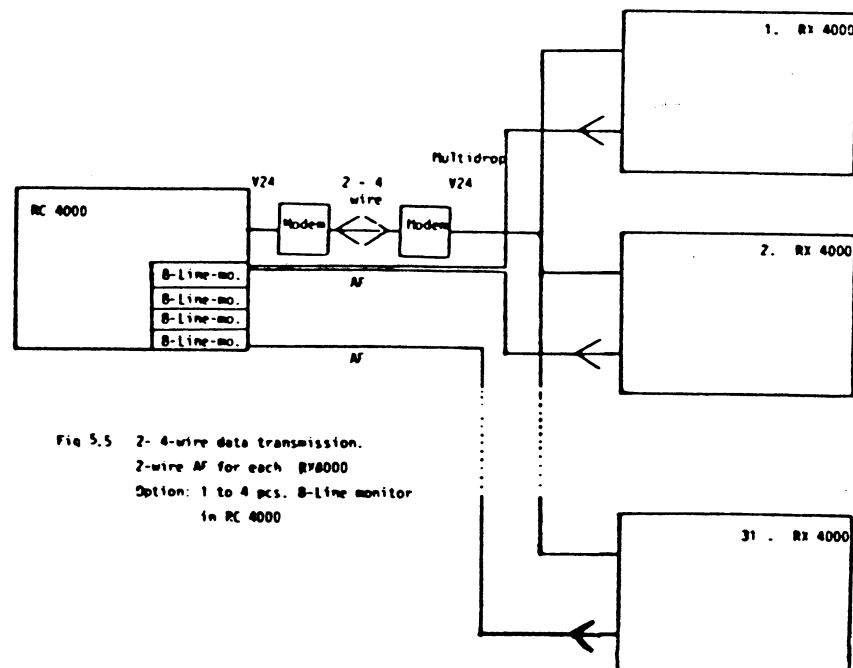 1. RX 4000
Multidrop
V24
2 - 4
wire
V24
RC 4000
Modem
Modem
2. RX 4000
8-Line-mo.
8-Line-mo.
8-Line-mo.
8-Line-mo.
AF
AF
Fig 5.5 2- 4-wire data transmission.
2-wire AF for each RX4000
Option: 1 to 4 pcs. 8-Line monitor
in RC 4000
31 . RX 4000